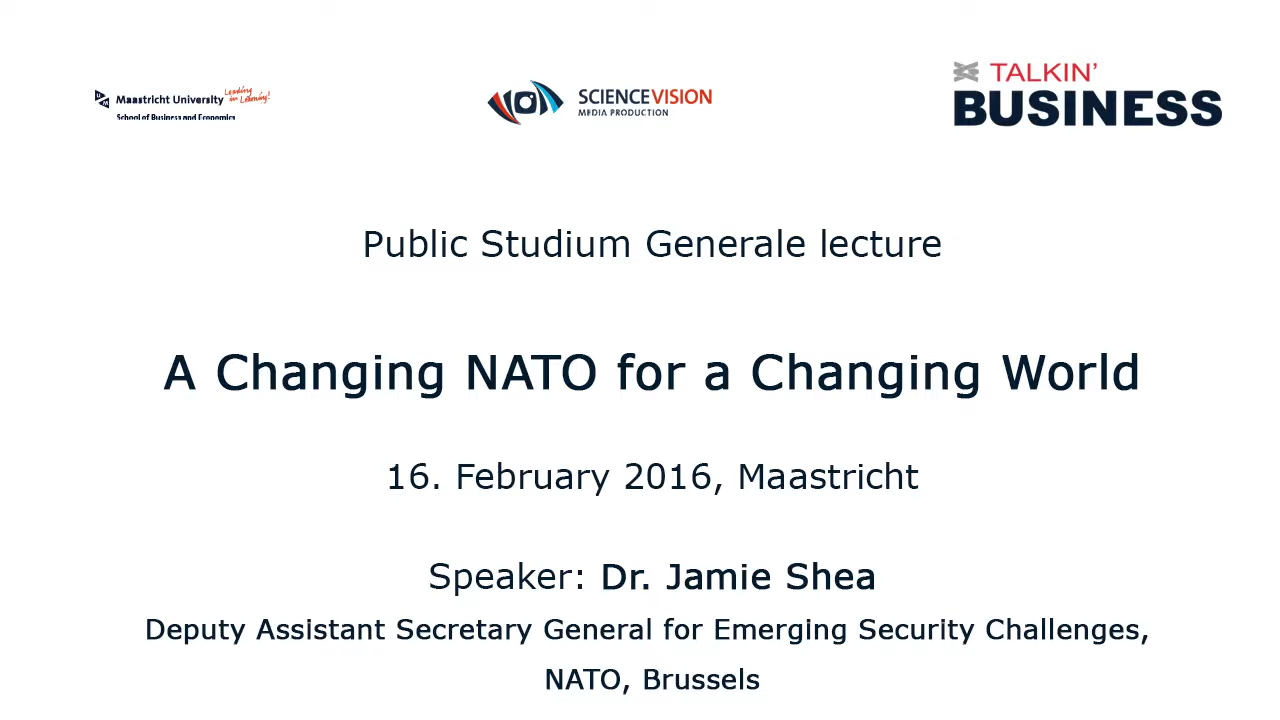 Maastricht University
Leading in Learning!
School of Business and Economics
SCIENCEVISION
MEDIA PRODUCTION
TALKIN'
BUSINESS
Public Studium Generale lecture
A Changing NATO for a Changing World
16. February 2016, Maastricht
Speaker: Dr. Jamie Shea
Deputy Assistant Secretary General for Emerging Security Challenges,
NATO, Brussels